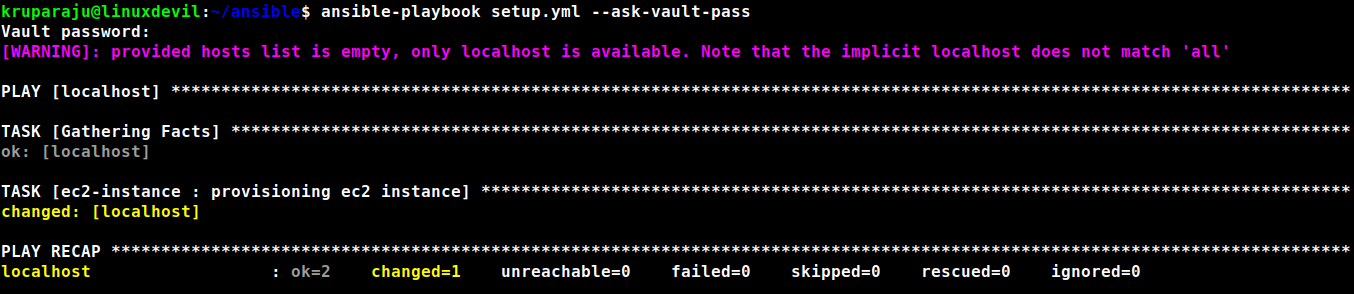 kruparaju@linuxdevil:~/ansible$ ansible-playbook setup.yml --ask-vault-pass
Vault password:
[WARNING]: provided hosts list is empty, only localhost is available. Note that the implicit localhost does not match 'all'
PLAY [localhost] **********************************************************************************************************************
TASK [Gathering Facts] ****************************************************************************************************************
ok: [localhost]
TASK [ec2-instance : provisioning ec2 instance] ***************************************************************************************
changed: [localhost]
PLAY RECAP ****************************************************************************************************************************
localhost                  : ok=2    changed=1    unreachable=0    failed=0    skipped=0    rescued=0    ignored=0